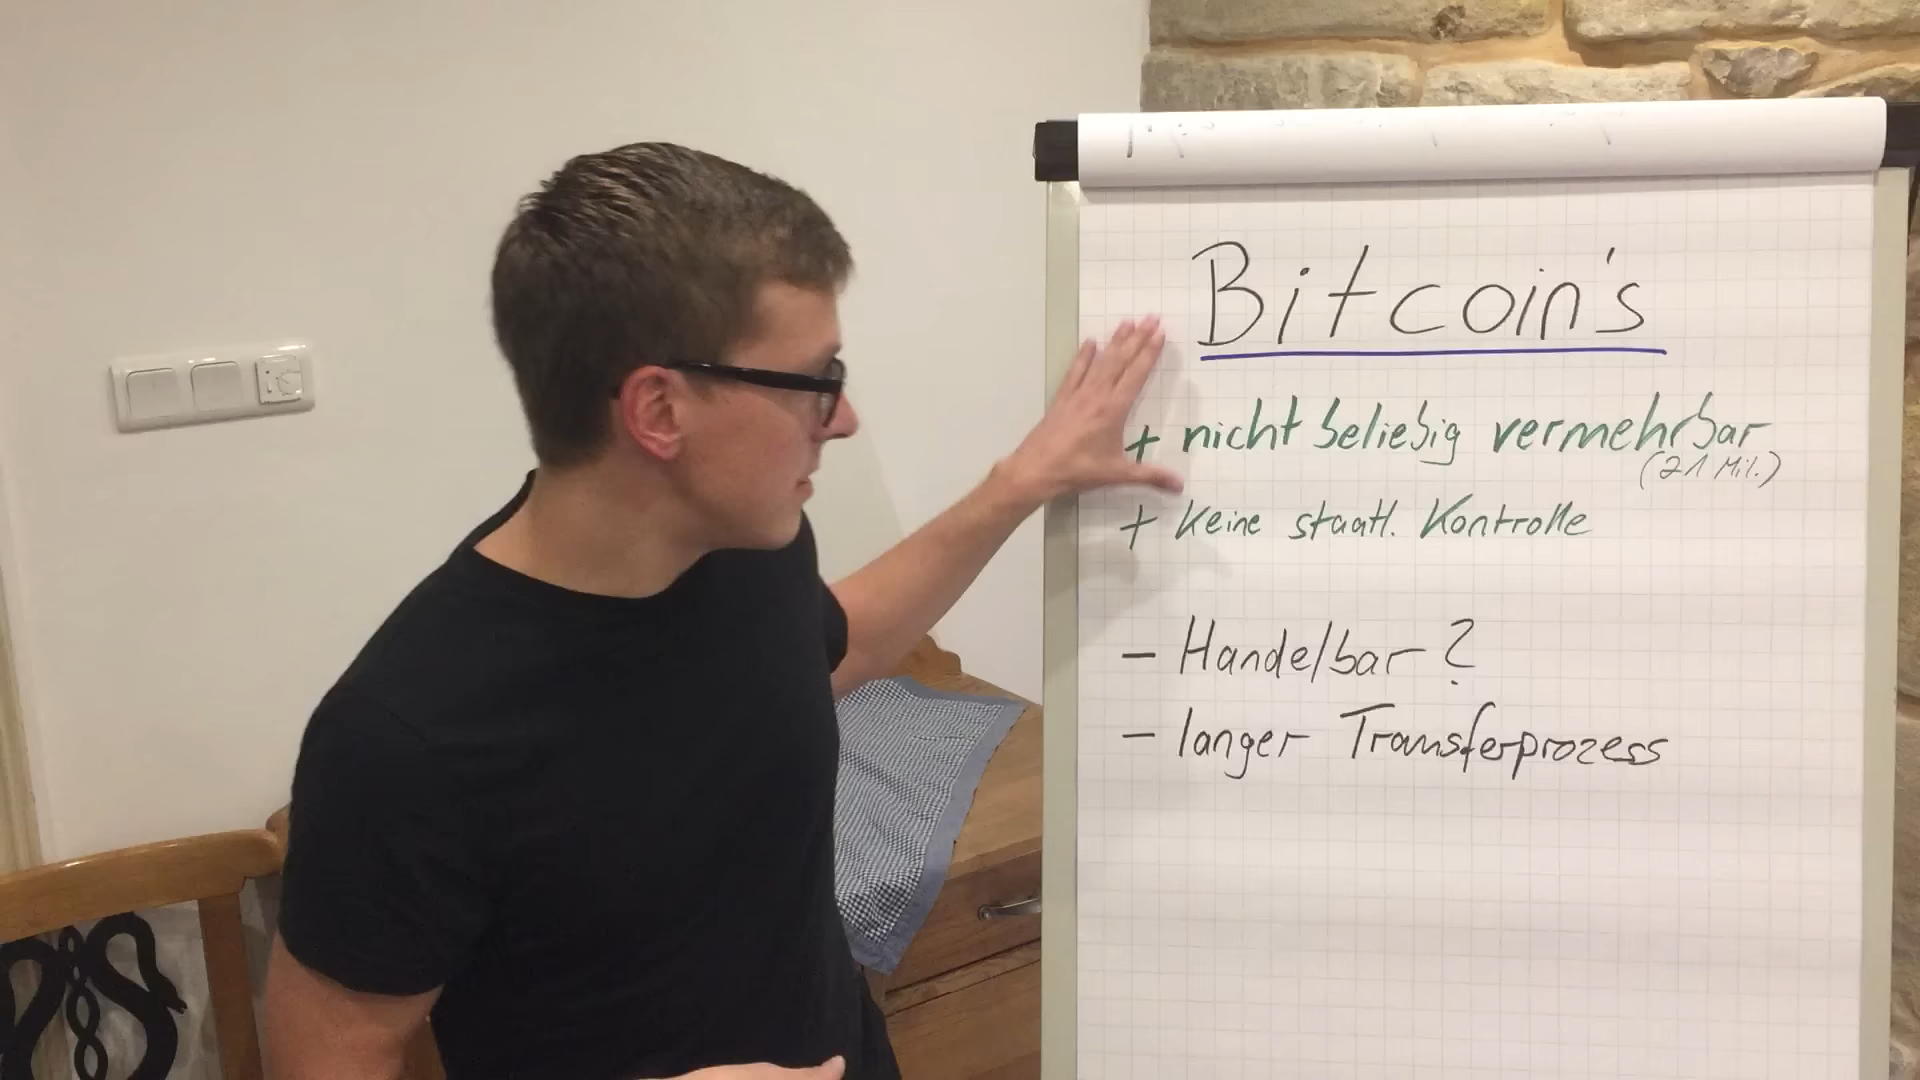 Bitcoin's
+ nicht beliebig vermehrbar
(21 Mil.)
+ Keine staatl. Kontrolle
- Handelbar?
- langer Transferprozess